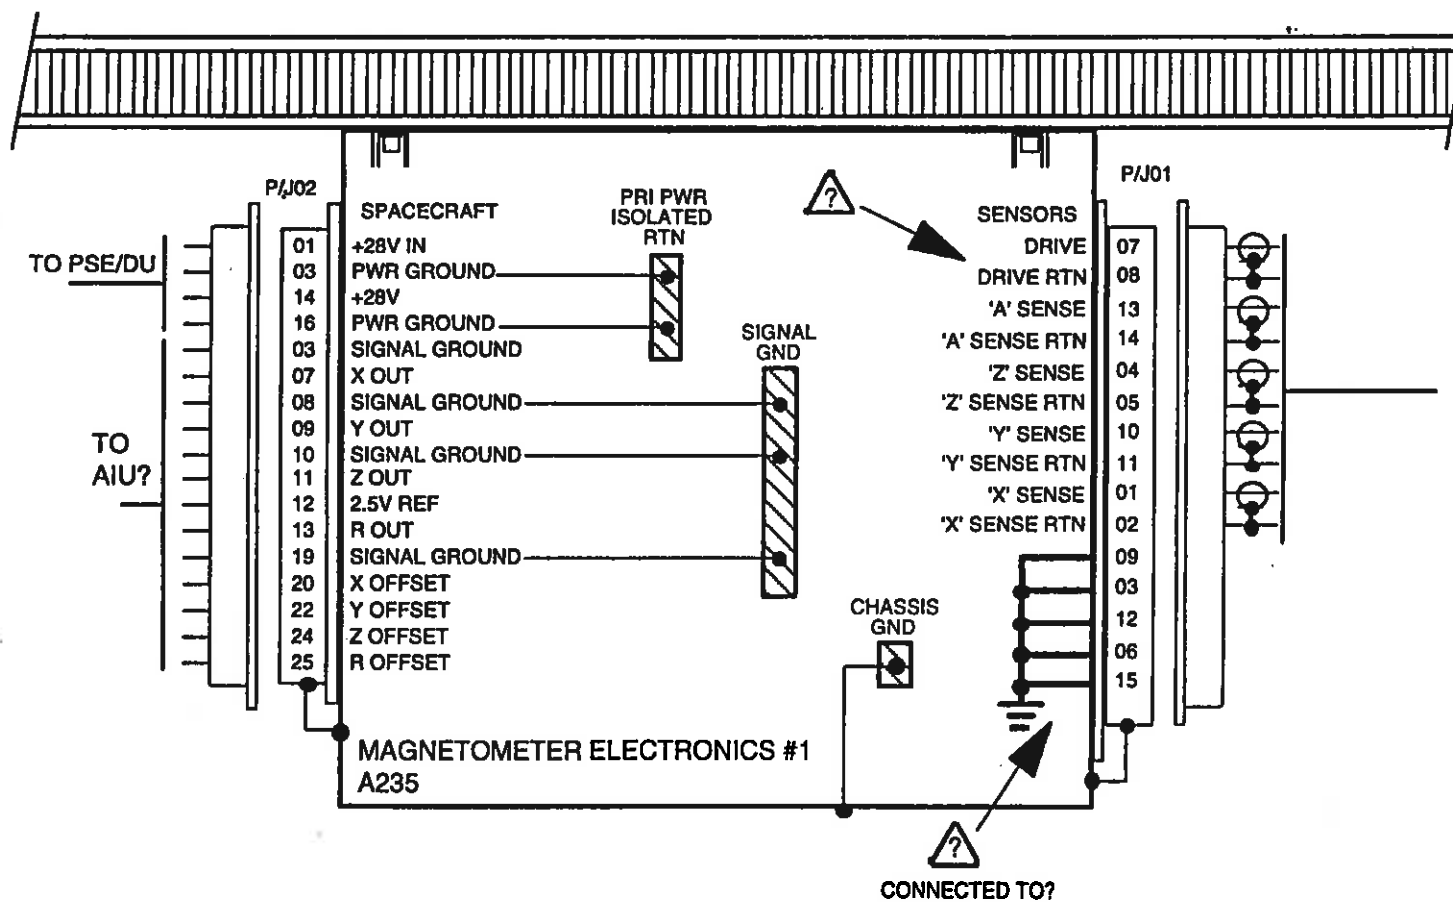 P/J02
P/J01
PRI PWR
ISOLATED
RTN
?
SPACECRAFT
SENSORS
TO PSE/DU
01 +28V IN
03 PWR GROUND
14 +28V
16 PWR GROUND
03 SIGNAL GROUND
07 X OUT
08 SIGNAL GROUND
09 Y OUT
10 SIGNAL GROUND
11 Z OUT
12 2.5V REF
13 R OUT
19 SIGNAL GROUND
20 X OFFSET
22 Y OFFSET
24 Z OFFSET
25 R OFFSET
TO
AIU?
SIGNAL
GND
CHASSIS
GND
DRIVE 07
DRIVE RTN 08
'A' SENSE 13
'A' SENSE RTN 14
'Z' SENSE 04
'Z' SENSE RTN 05
'Y' SENSE 10
'Y' SENSE RTN 11
'X' SENSE 01
'X' SENSE RTN 02
09
03
12
06
15
MAGNETOMETER ELECTRONICS #1
A235
?
CONNECTED TO?